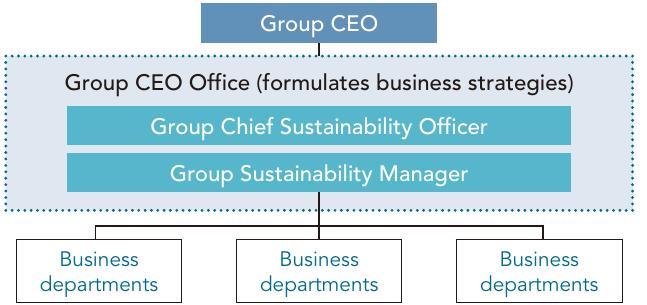 Group CEO
Group CEO Office (formulates business strategies)
Group Chief Sustainability Officer
Group Sustainability Manager
Business
departments
Business
departments
Business
departments